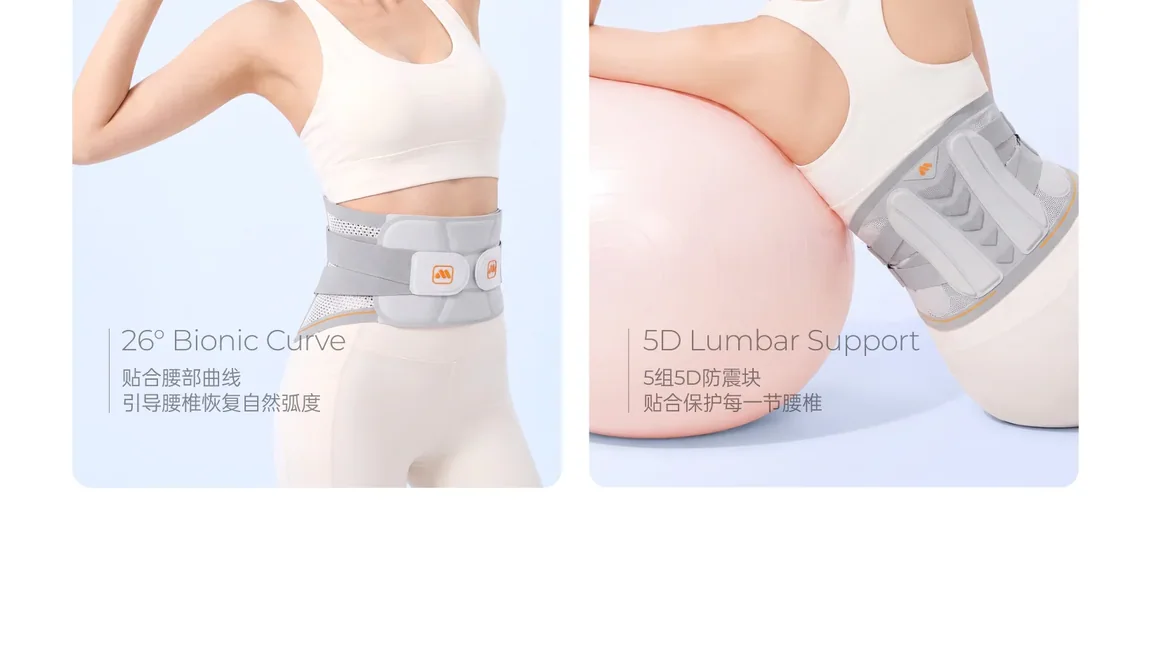 26° Bionic Curve
贴合腰部曲线
引导腰椎恢复自然弧度
5D Lumbar Support
5组5D防震块
贴合保护每一节腰椎